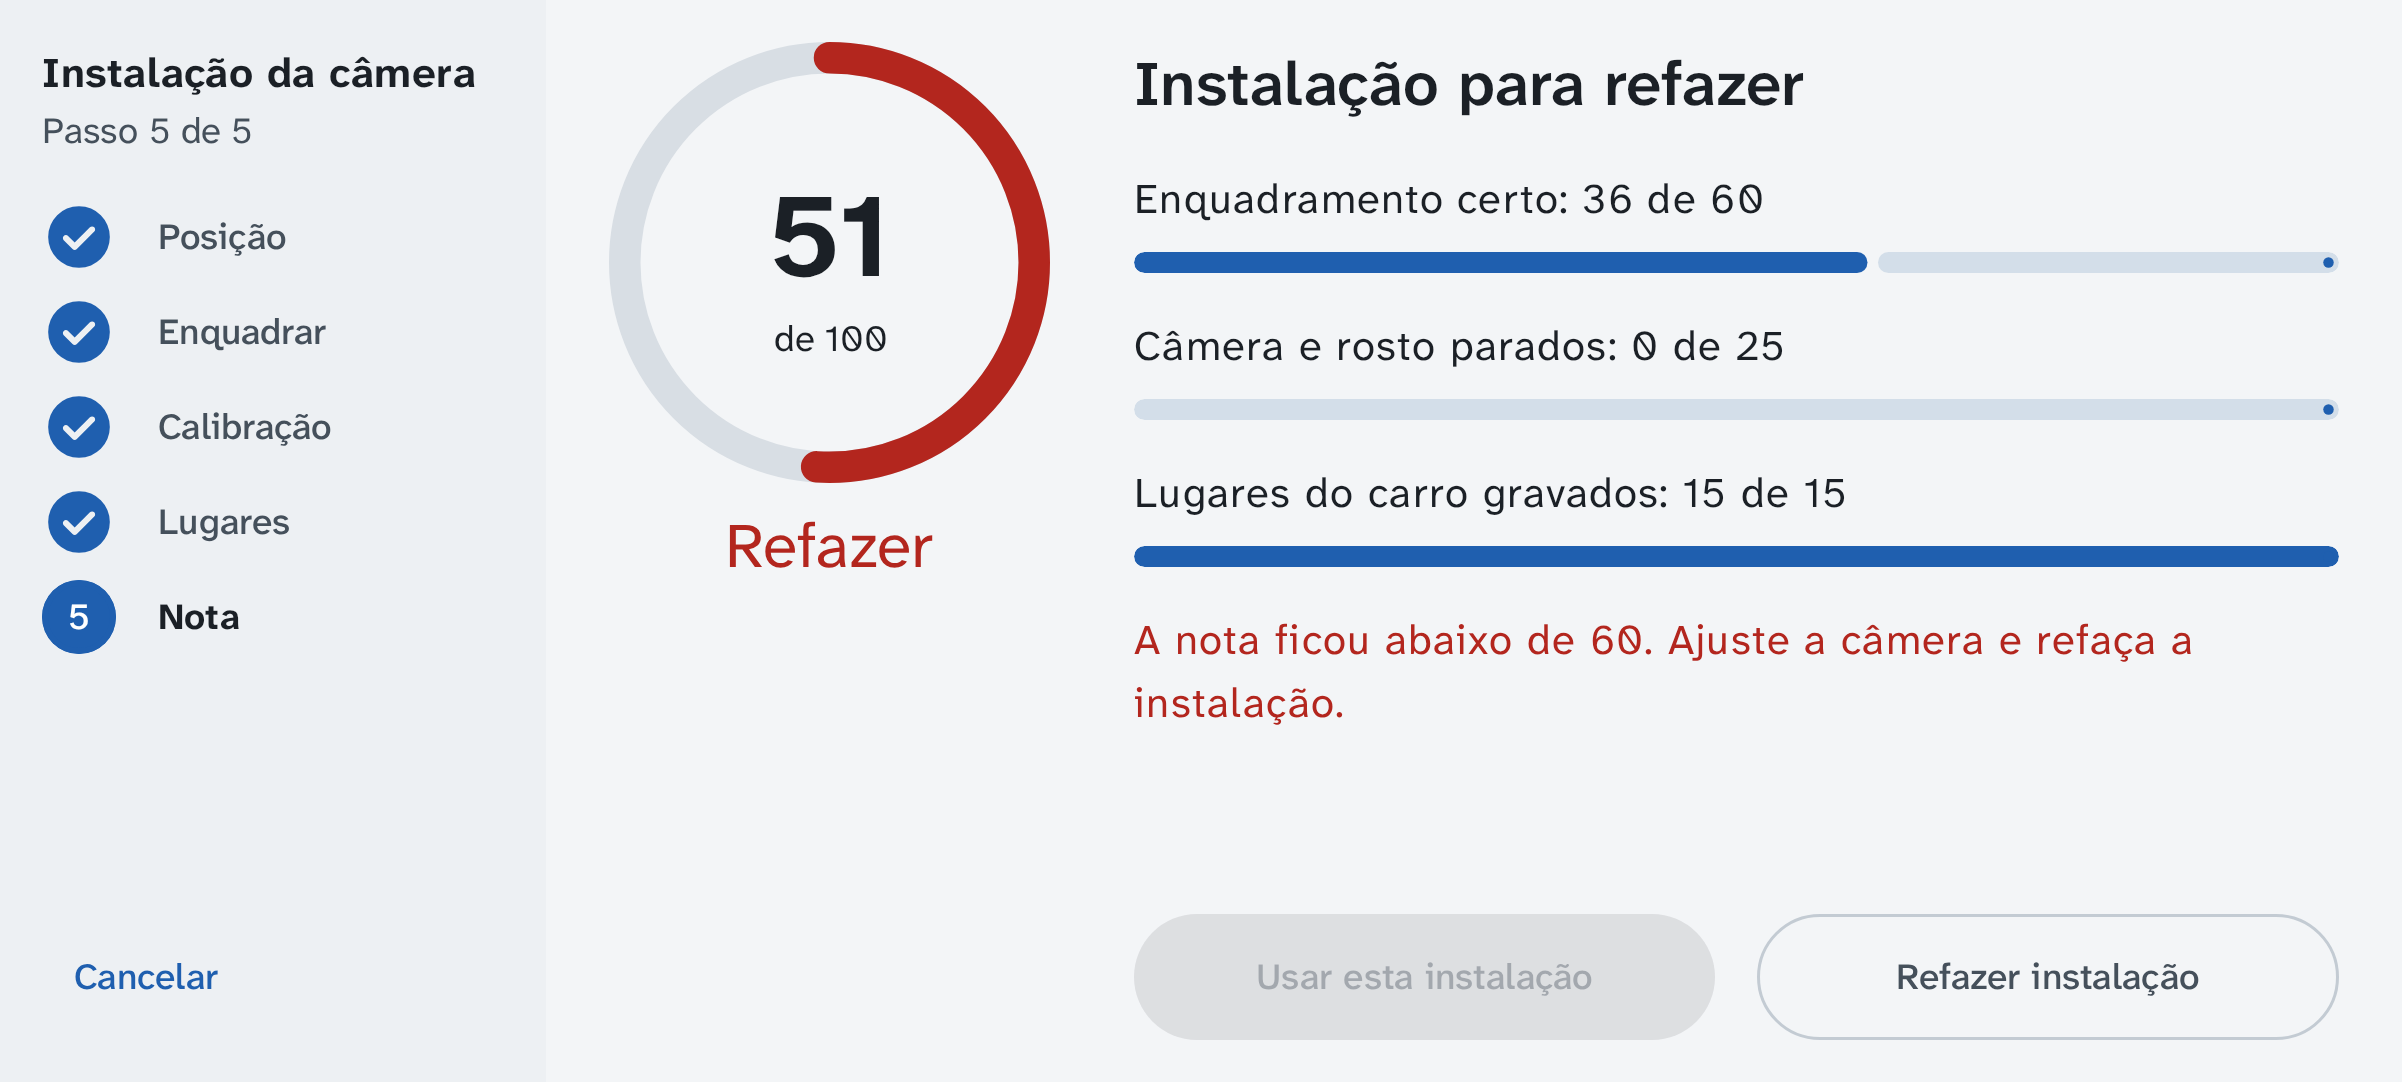 Instalação da câmera
Passo 5 de 5
Posição
Enquadrar
Calibração
Lugares
5 Nota
Cancelar
51
de 100
Refazer
Instalação para refazer
Enquadramento certo: 36 de 60
Câmera e rosto parados: 0 de 25
Lugares do carro gravados: 15 de 15
A nota ficou abaixo de 60. Ajuste a câmera e refaça a
instalação.
Usar esta instalação
Refazer instalação